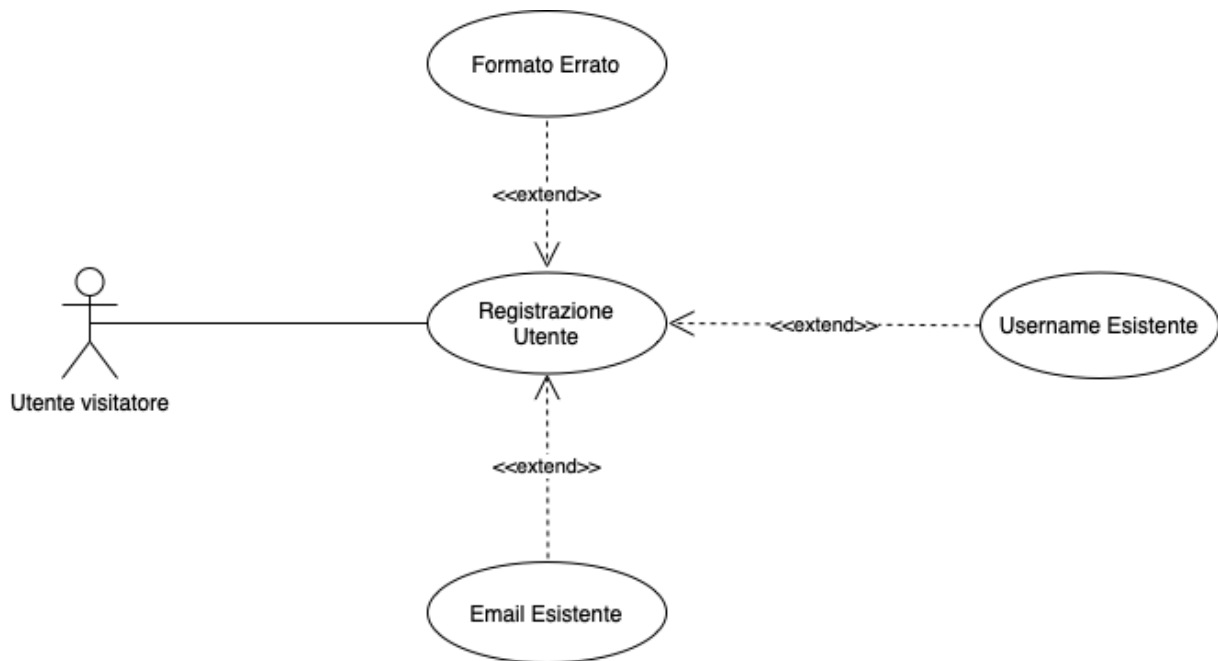 Formato Errato
<<extend>>
Registrazione
Utente
<<extend>>
Username Esistente
Utente visitatore
<<extend>>
Email Esistente